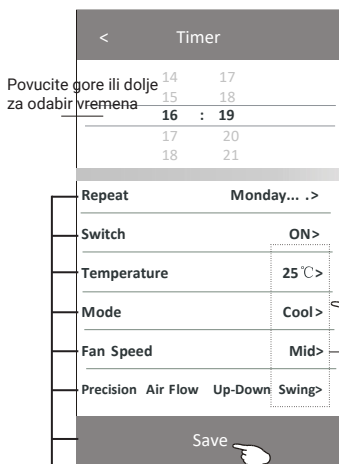 < Timer
Povucite gore ili dolje
za odabir vremena
14 17
15 18
16 : 19
17 20
18 21
Repeat Monday... .>
Switch ON>
Temperature 25℃>
Mode Cool>
Fan Speed Mid>
Precision Air Flow Up-Down Swing>
Save